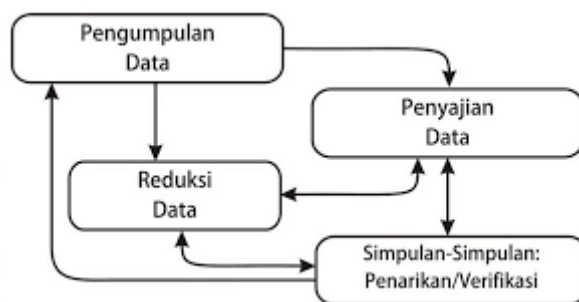 Pengumpulan
Data
Penyajian
Data
Reduksi
Data
Simpulan-Simpulan:
Penarikan/Verifikasi